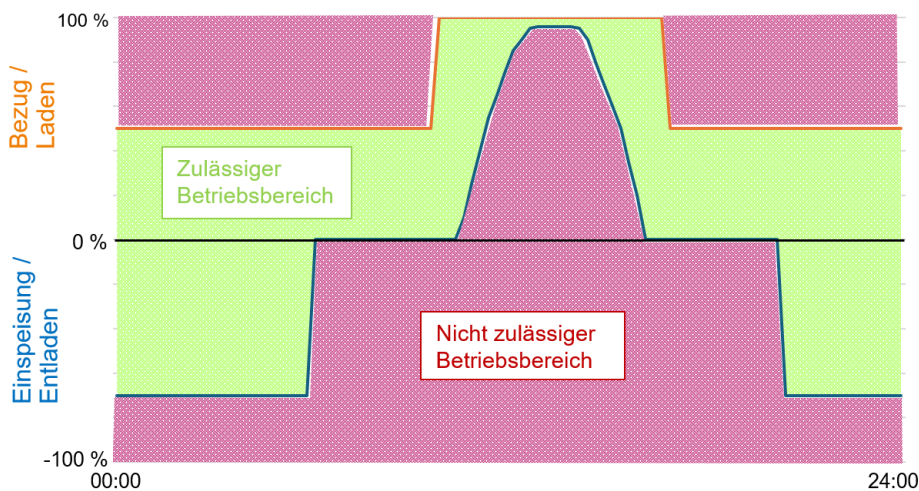 100 %
Bezug /
Laden
Zulässiger
Betriebsbereich
0 %
Einspeisung /
Entladen
Nicht zulässiger
Betriebsbereich
-100 %
00:00
24:00